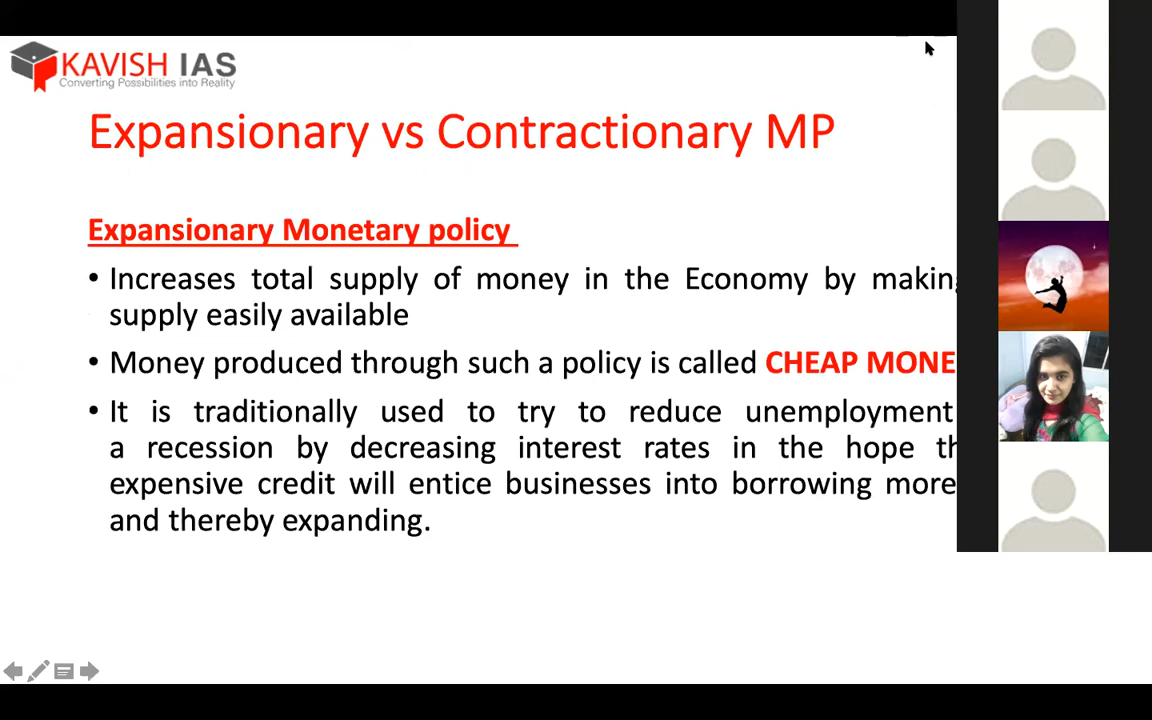 KAVISH IAS
Converting Possibilities into Reality
Expansionary vs Contractionary MP
Expansionary Monetary policy
• Increases total supply of money in the Economy by making
supply easily available
• Money produced through such a policy is called CHEAP MONE
• It is traditionally used to try to reduce unemployment
a recession by decreasing interest rates in the hope th
expensive credit will entice businesses into borrowing more
and thereby expanding.